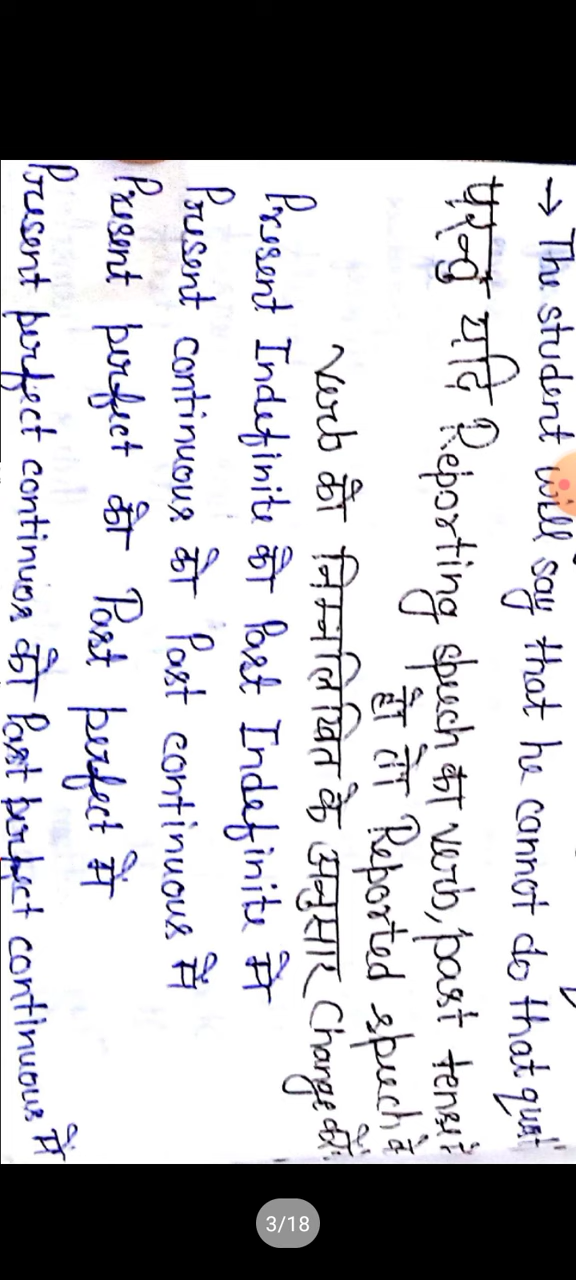 → The student will say that he cannot do that
परन्तु यदि Reporting speech का verb, past tense में
हो तो Reported speech के
verb को निम्नलिखित के अनुसार Change करें
Present Indefinite को Past Indefinite में
Present continuous को Past continuous में
Present perfect को Past perfect में
Present perfect continuos को Past perfect continuous में
3/18